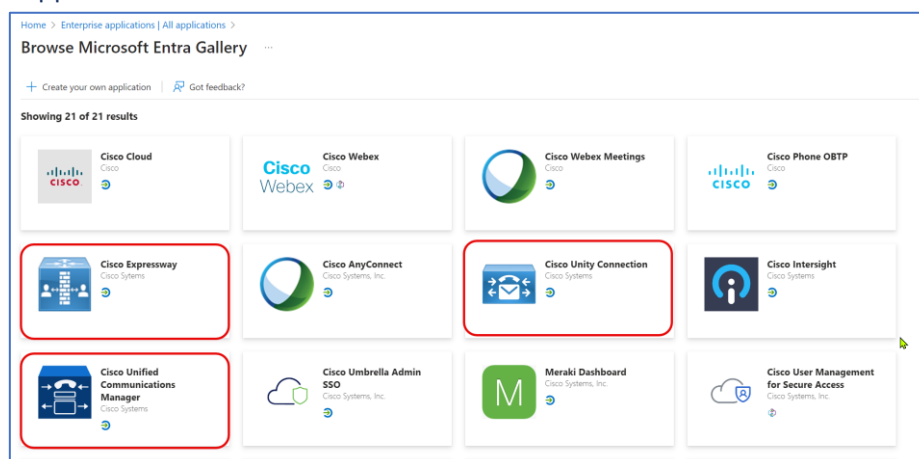 Home > Enterprise applications | All applications >
Browse Microsoft Entra Gallery ...
+ Create your own application | Got feedback?
Showing 21 of 21 results
Cisco Cloud
Cisco
CISCO
Cisco Webex
Cisco
Cisco
Webex
Cisco Webex Meetings
Cisco
Cisco Phone OBTP
Cisco
CISCO
Cisco Expressway
Cisco Sytems
Cisco AnyConnect
Cisco Systems, Inc.
Cisco Unity Connection
Cisco Systems
Cisco Intersight
Cisco Systems
Cisco Unified
Communications
Manager
Cisco Systems
Cisco Umbrella Admin
SSO
Cisco Systems, Inc.
M
Meraki Dashboard
Cisco Systems, Inc.
Cisco User Management
for Secure Access
Cisco Systems, Inc.